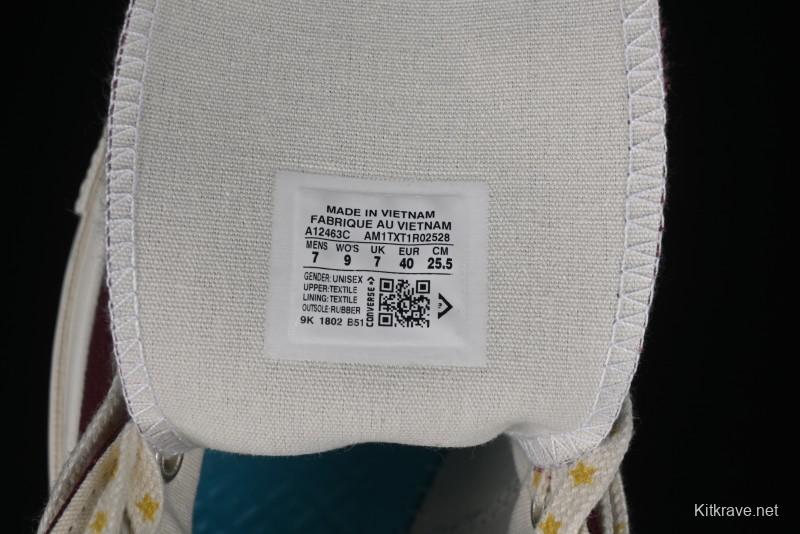 MADE IN VIETNAM
FABRIQUE AU VIETNAM
A12463C AM1TXT1R02528
MENS WO'S UK EUR CM
7 9 7 40 25.5
GENDER: UNISEX
UPPER:TEXTILE
LINING:TEXTILE
OUTSOLE:RUBBER
9K 1802 B51
CONVERSE
Kitkrave.net